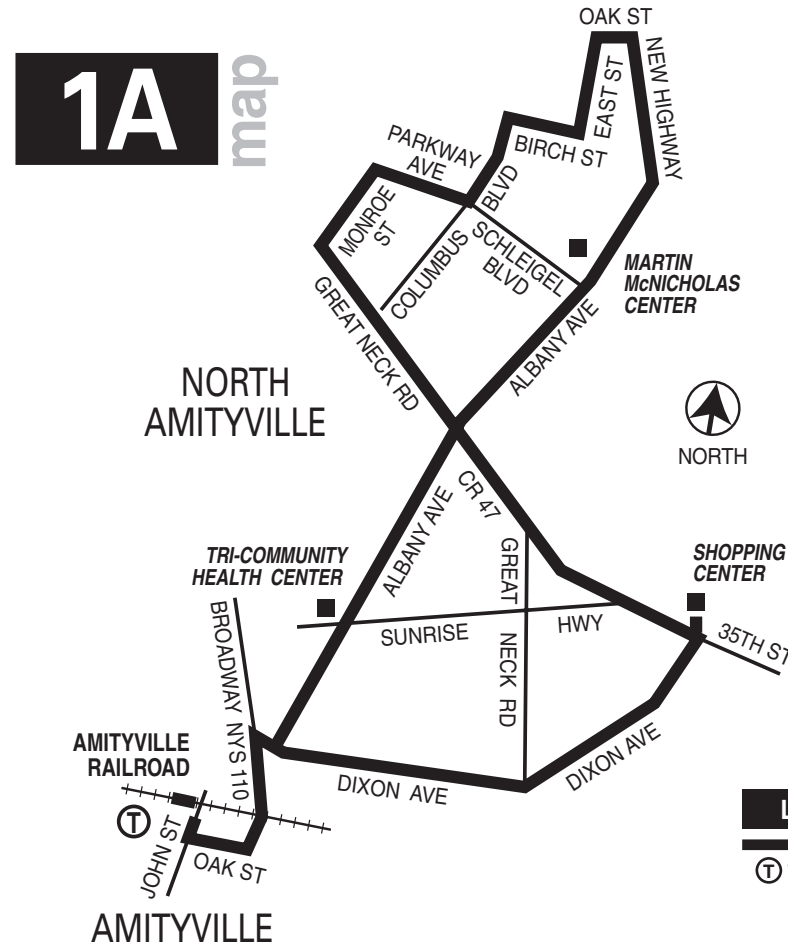 OAK ST
1A
map
NEW HIGHWAY
EAST ST
PARKWAY
AVE
BIRCH ST
BLVD
MONROE
ST
COLUMBUS
SCHLEIGEL
BLVD
MARTIN
McNICHOLAS
CENTER
GREAT NECK RD
ALBANY AVE
NORTH
AMITYVILLE
NORTH
CR 47
ALBANY AVE
TRI-COMMUNITY
HEALTH CENTER
GREAT NECK RD
SHOPPING
CENTER
SUNRISE HWY
35TH ST
BROADWAY NYS 110
AMITYVILLE
RAILROAD
DIXON AVE
DIXON AVE
T
JOHN ST
OAK ST
L
T
AMITYVILLE